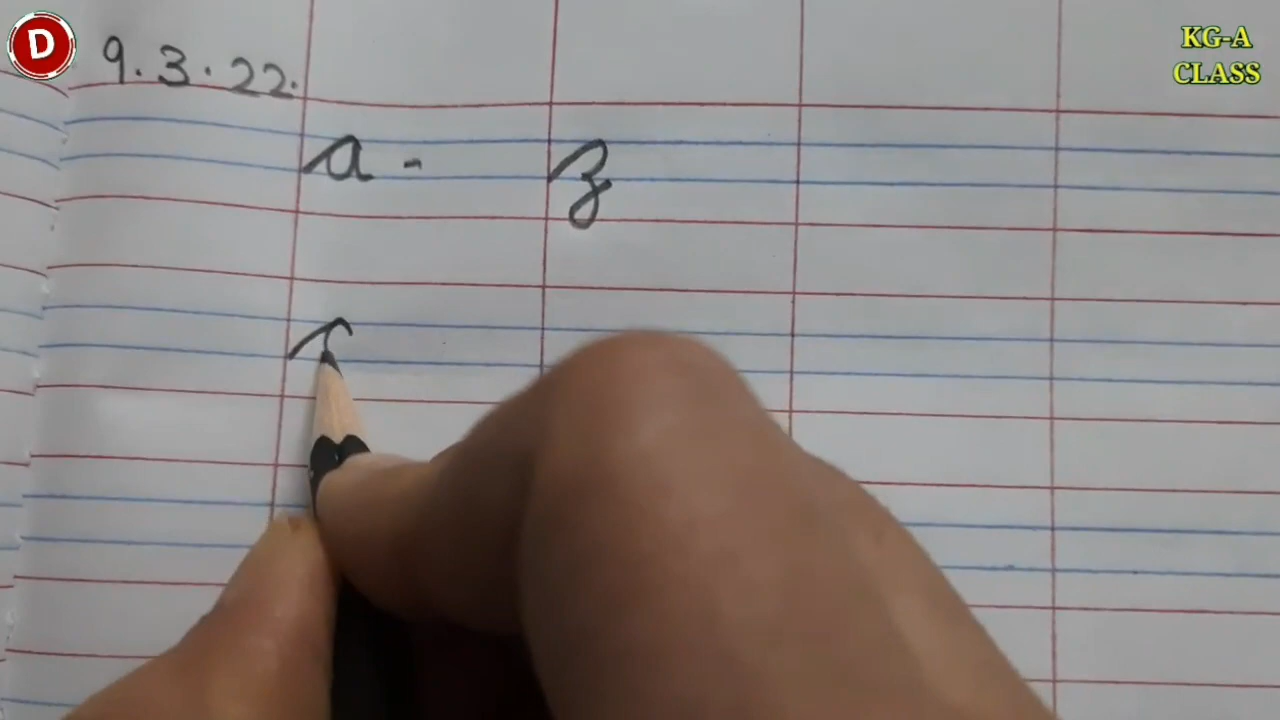 D
KG-A
CLASS
9.3.22.
a - z